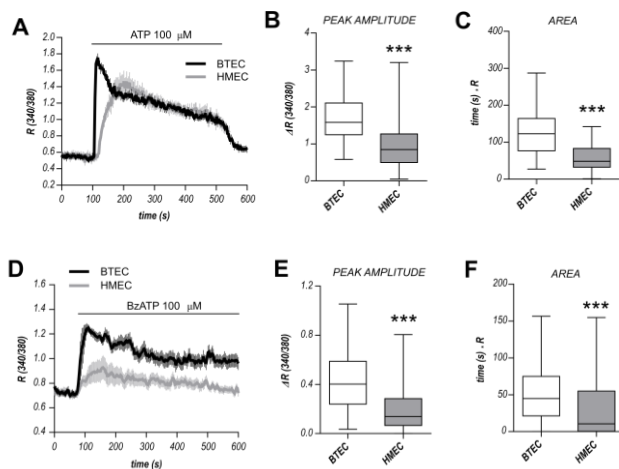 A
ATP 100 μM
BTEC
HMEC
R (340/380)
2.0
1.8
1.6
1.4
1.2
1.0
0.8
0.6
0.4
0.2
0 100 200 300 400 500 600
time (s)
B
PEAK AMPLITUDE
***
ΔR (340/380)
6
4
2
0
BTEC
HMEC
C
AREA
***
time (s) . R
400
300
200
100
0
BTEC
HMEC
D
BTEC
HMEC
BzATP 100 μM
R (340/380)
1.6
1.4
1.2
1.0
0.8
0.6
0.4
0 100 200 300 400 500 600
time (s)
E
PEAK AMPLITUDE
***
ΔR (340/380)
1.2
0.8
0.4
0.0
BTEC
HMEC
F
AREA
***
time (s) . R
200
150
100
50
0
BTEC
HMEC